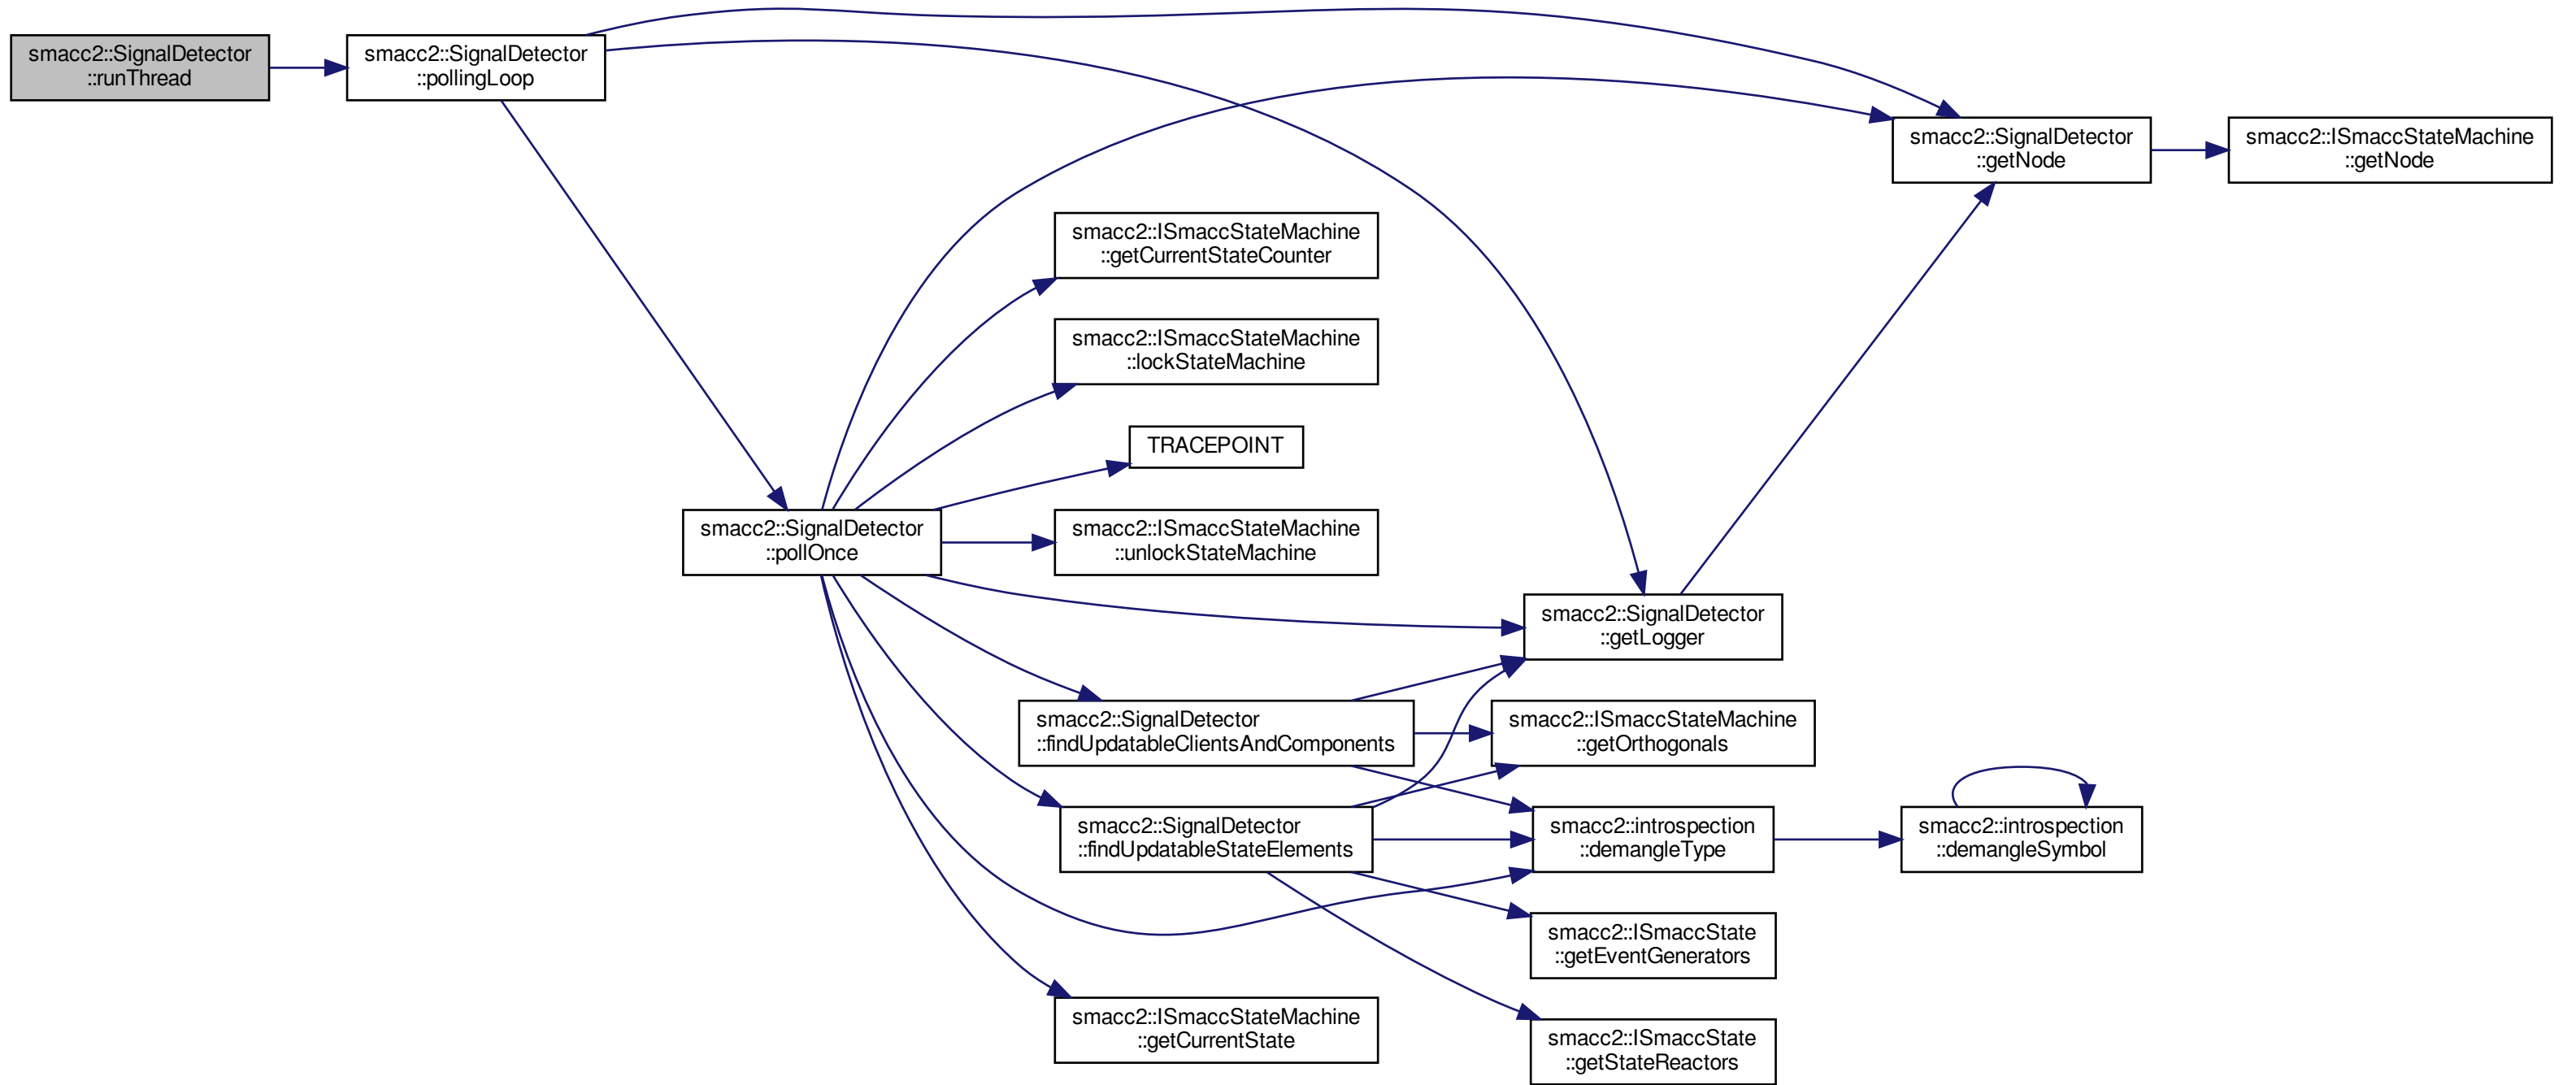 smacc2::SignalDetector
::runThread
smacc2::SignalDetector
::pollingLoop
smacc2::SignalDetector
::getNode
smacc2::ISmaccStateMachine
::getNode
smacc2::ISmaccStateMachine
::getCurrentStateCounter
smacc2::ISmaccStateMachine
::lockStateMachine
TRACEPOINT
smacc2::SignalDetector
::pollOnce
smacc2::ISmaccStateMachine
::unlockStateMachine
smacc2::SignalDetector
::getLogger
smacc2::SignalDetector
::findUpdatableClientsAndComponents
smacc2::ISmaccStateMachine
::getOrthogonals
smacc2::SignalDetector
::findUpdatableStateElements
smacc2::introspection
::demangleType
smacc2::introspection
::demangleSymbol
smacc2::ISmaccState
::getEventGenerators
smacc2::ISmaccStateMachine
::getCurrentState
smacc2::ISmaccState
::getStateReactors